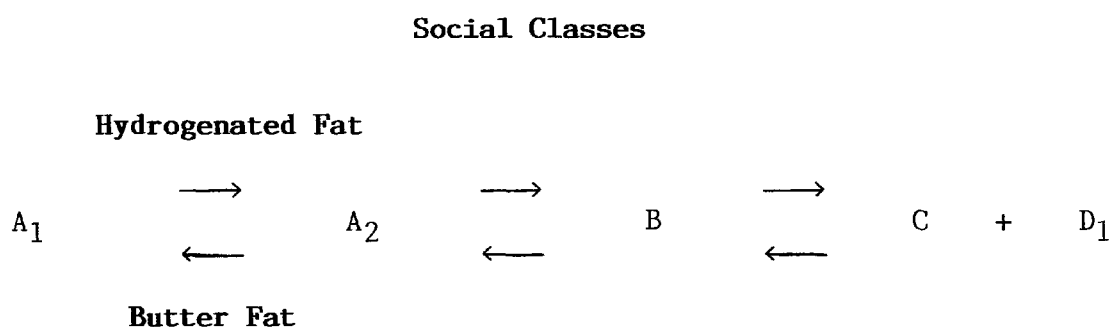 Social Classes
Hydrogenated Fat
→ → →
A₁ A₂ B C + D₁
← ← ←
Butter Fat